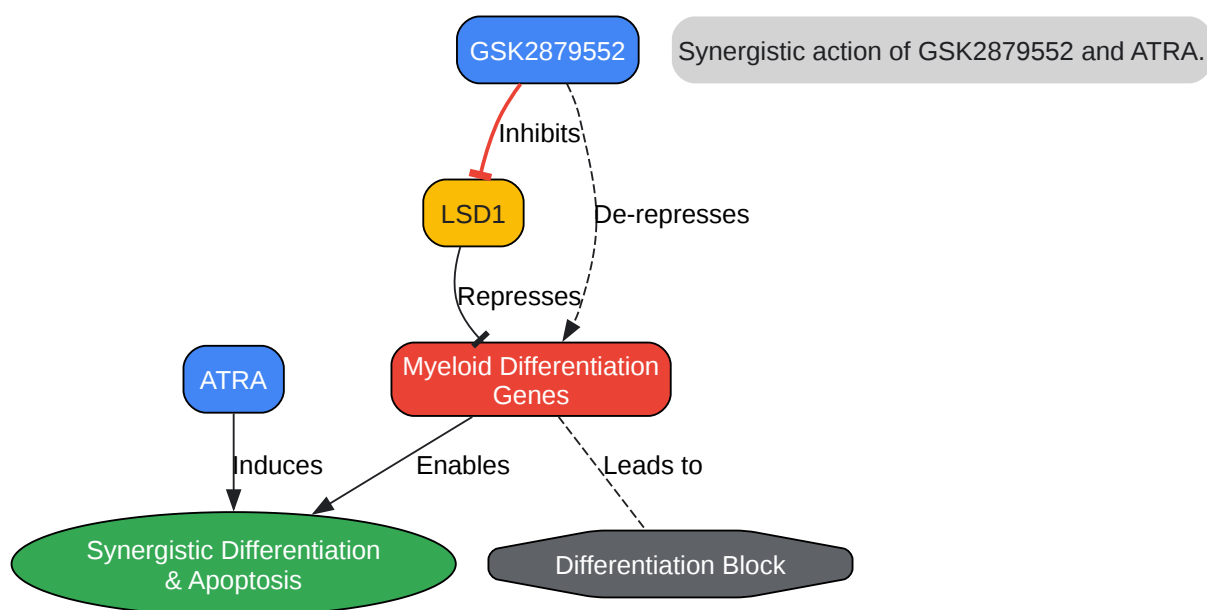 GSK2879552
Synergistic action of GSK2879552 and ATRA.
Inhibits
LSD1
De-represses
Represses
ATRA
Myeloid Differentiation
Genes
Induces
Enables
Leads to
Synergistic Differentiation
& Apoptosis
Differentiation Block